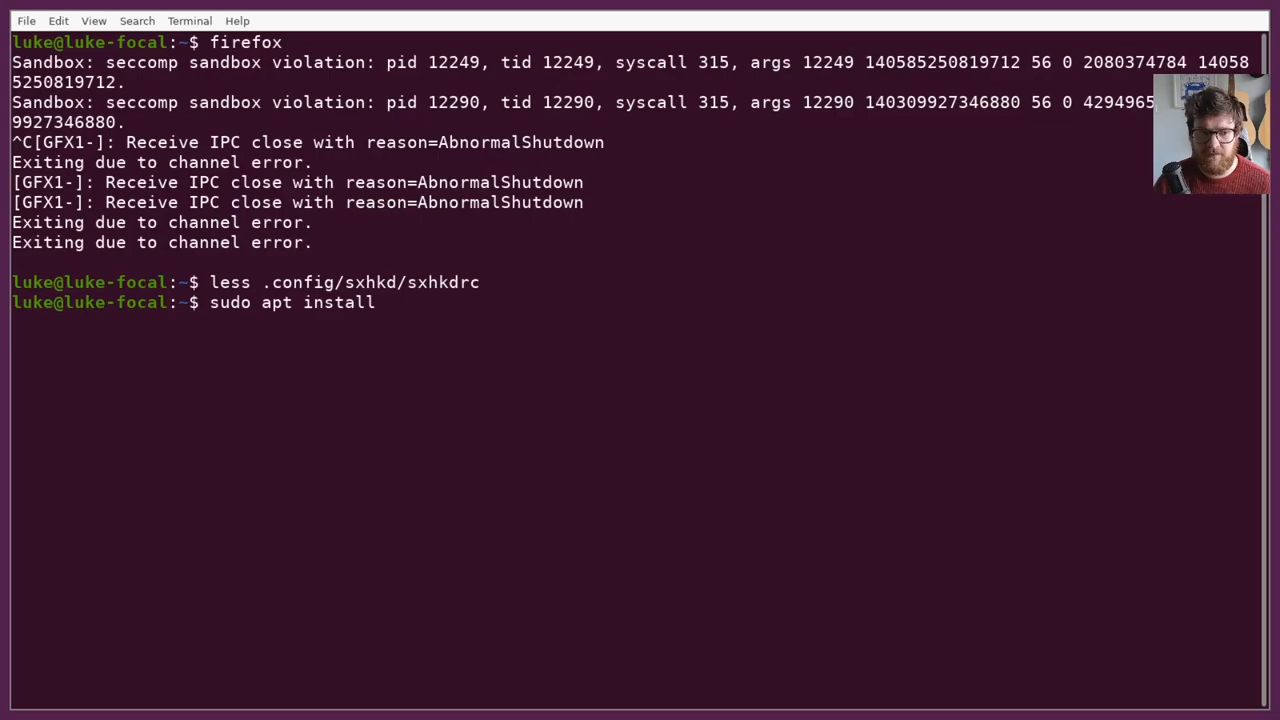 File Edit View Search Terminal Help
luke@luke-focal:~$ firefox
Sandbox: seccomp sandbox violation: pid 12249, tid 12249, syscall 315, args 12249 140585250819712 56 0 2080374784 14058
5250819712.
Sandbox: seccomp sandbox violation: pid 12290, tid 12290, syscall 315, args 12290 140309927346880 56 0 4294965
9927346880.
^C[GFX1-]: Receive IPC close with reason=AbnormalShutdown
Exiting due to channel error.
[GFX1-]: Receive IPC close with reason=AbnormalShutdown
[GFX1-]: Receive IPC close with reason=AbnormalShutdown
Exiting due to channel error.
Exiting due to channel error.
luke@luke-focal:~$ less .config/sxhkd/sxhkdrc
luke@luke-focal:~$ sudo apt install